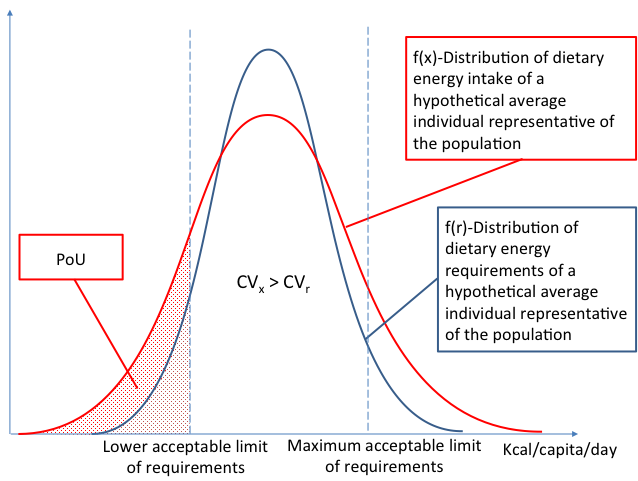 f(x)-Distribution of dietary
energy intake of a
hypothetical average
individual representative of
the population
f(r)-Distribution of
dietary energy
requirements of a
hypothetical average
individual representative
of the population
PoU
CVx > CVr
Lower acceptable limit
of requirements
Maximum acceptable limit
of requirements
Kcal/capita/day